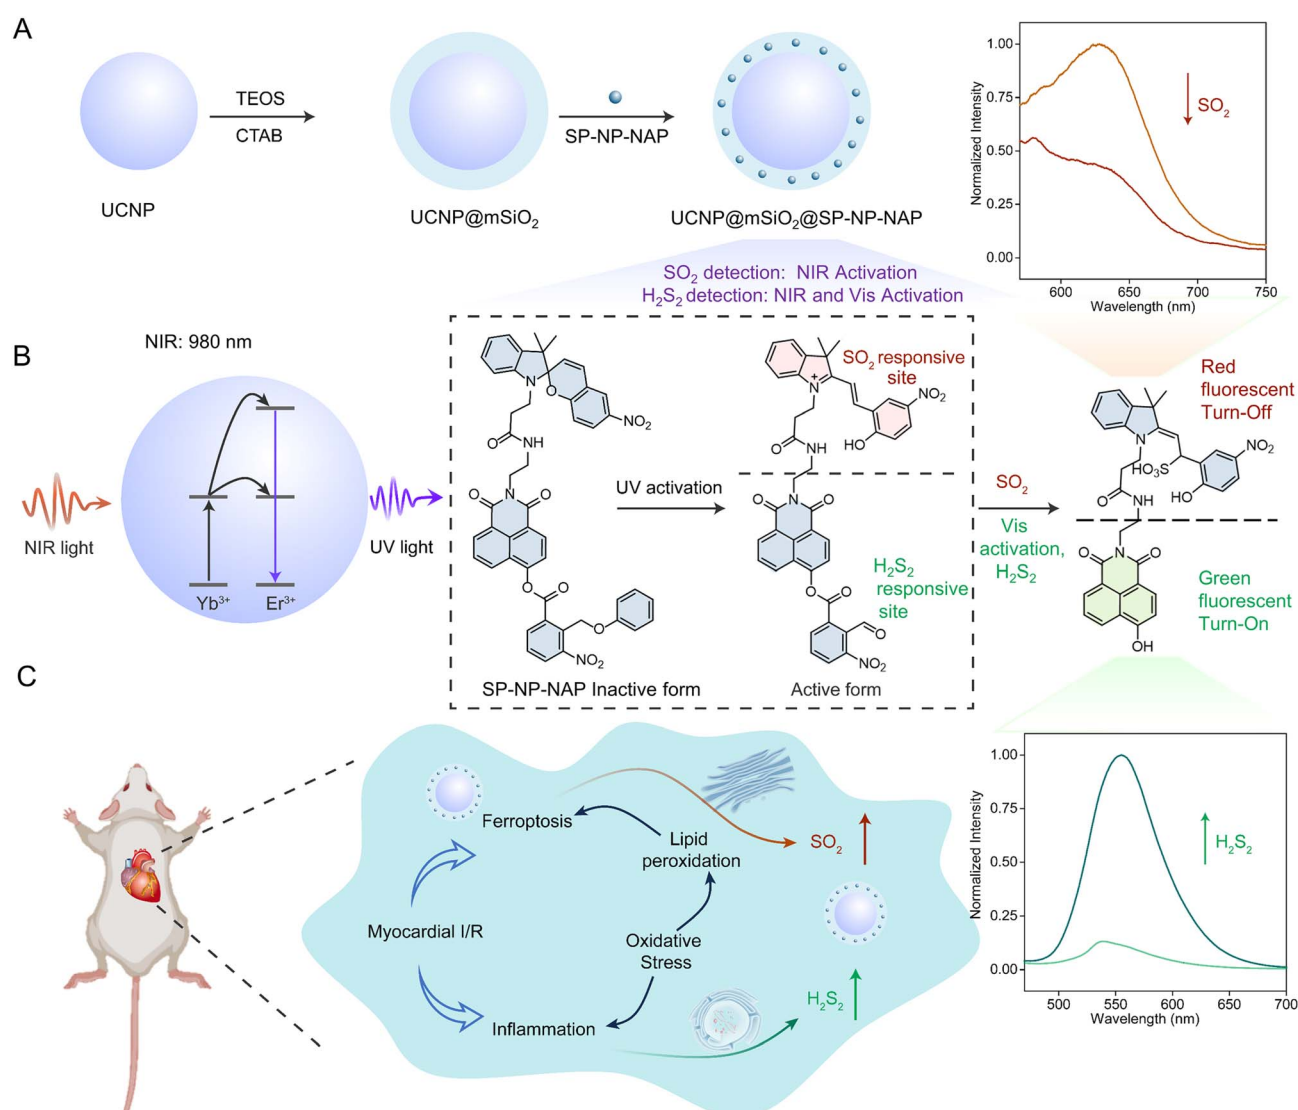 A
TEOS
CTAB
SP-NP-NAP
UCNP
UCNP@mSiO₂
UCNP@mSiO₂@SP-NP-NAP
Normalized Intensity
1.00
0.75
0.50
0.25
0.00
600
650
700
750
Wavelength (nm)
SO₂
SO₂ detection: NIR Activation
H₂S₂ detection: NIR and Vis Activation
B
NIR: 980 nm
NIR light
Yb³⁺
Er³⁺
UV light
N
O
NO₂
O
NH
O
N
O
O
O
O
NO₂
SP-NP-NAP Inactive form
UV activation
SO₂ responsive
site
N
+
NO₂
HO
O
NH
O
N
O
H₂S₂
responsive
site
O
O
O
NO₂
Active form
SO₂
Vis
activation,
H₂S₂
Red
fluorescent
Turn-Off
N
HO₃S
NO₂
HO
O
NH
O
N
O
OH
Green
fluorescent
Turn-On
C
Ferroptosis
Lipid
peroxidation
SO₂
Myocardial I/R
Oxidative
Stress
H₂S₂
Inflammation
Normalized Intensity
1.00
0.75
0.50
0.25
0.00
500
550
600
650
700
Wavelength (nm)
H₂S₂